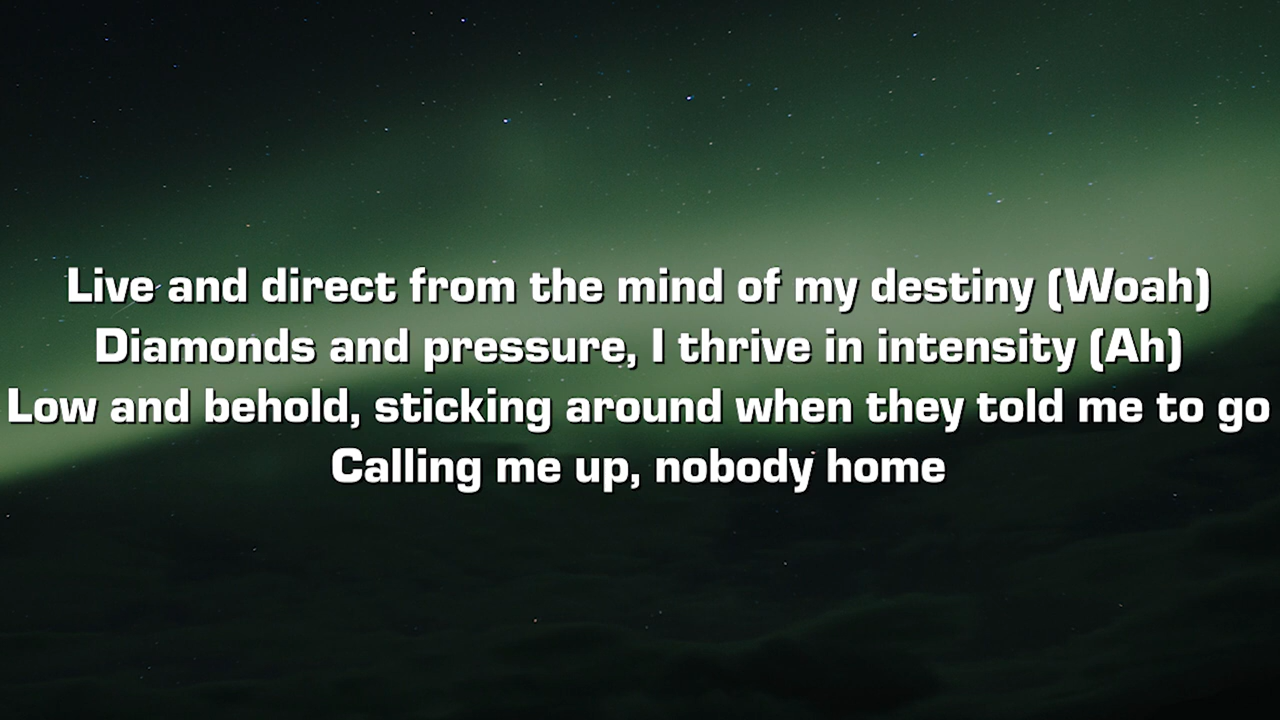 Live and direct from the mind of my destiny (Woah)
Diamonds and pressure, I thrive in intensity (Ah)
Low and behold, sticking around when they told me to go
Calling me up, nobody home